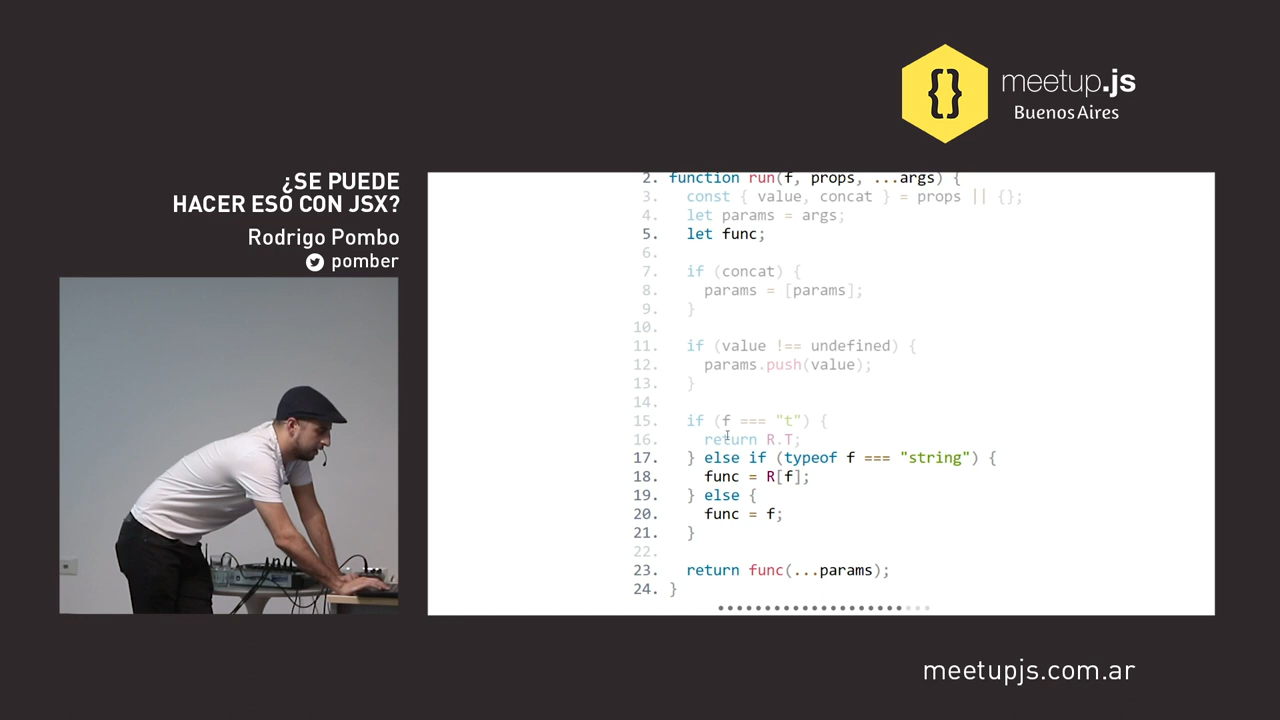 {}
meetup.js
Buenos Aires
¿SE PUEDE
HACER ESO CON JSX?
Rodrigo Pombo
pomber
2. function run(f, props, ...args) {
3. const { value, concat } = props || {};
4. let params = args;
5. let func;
6.
7. if (concat) {
8. params = [params];
9. }
10.
11. if (value !== undefined) {
12. params.push(value);
13. }
14.
15. if (f === "t") {
16. return R.T;
17. } else if (typeof f === "string") {
18. func = R[f];
19. } else {
20. func = f;
21. }
22.
23. return func(...params);
24. }
meetupjs.com.ar